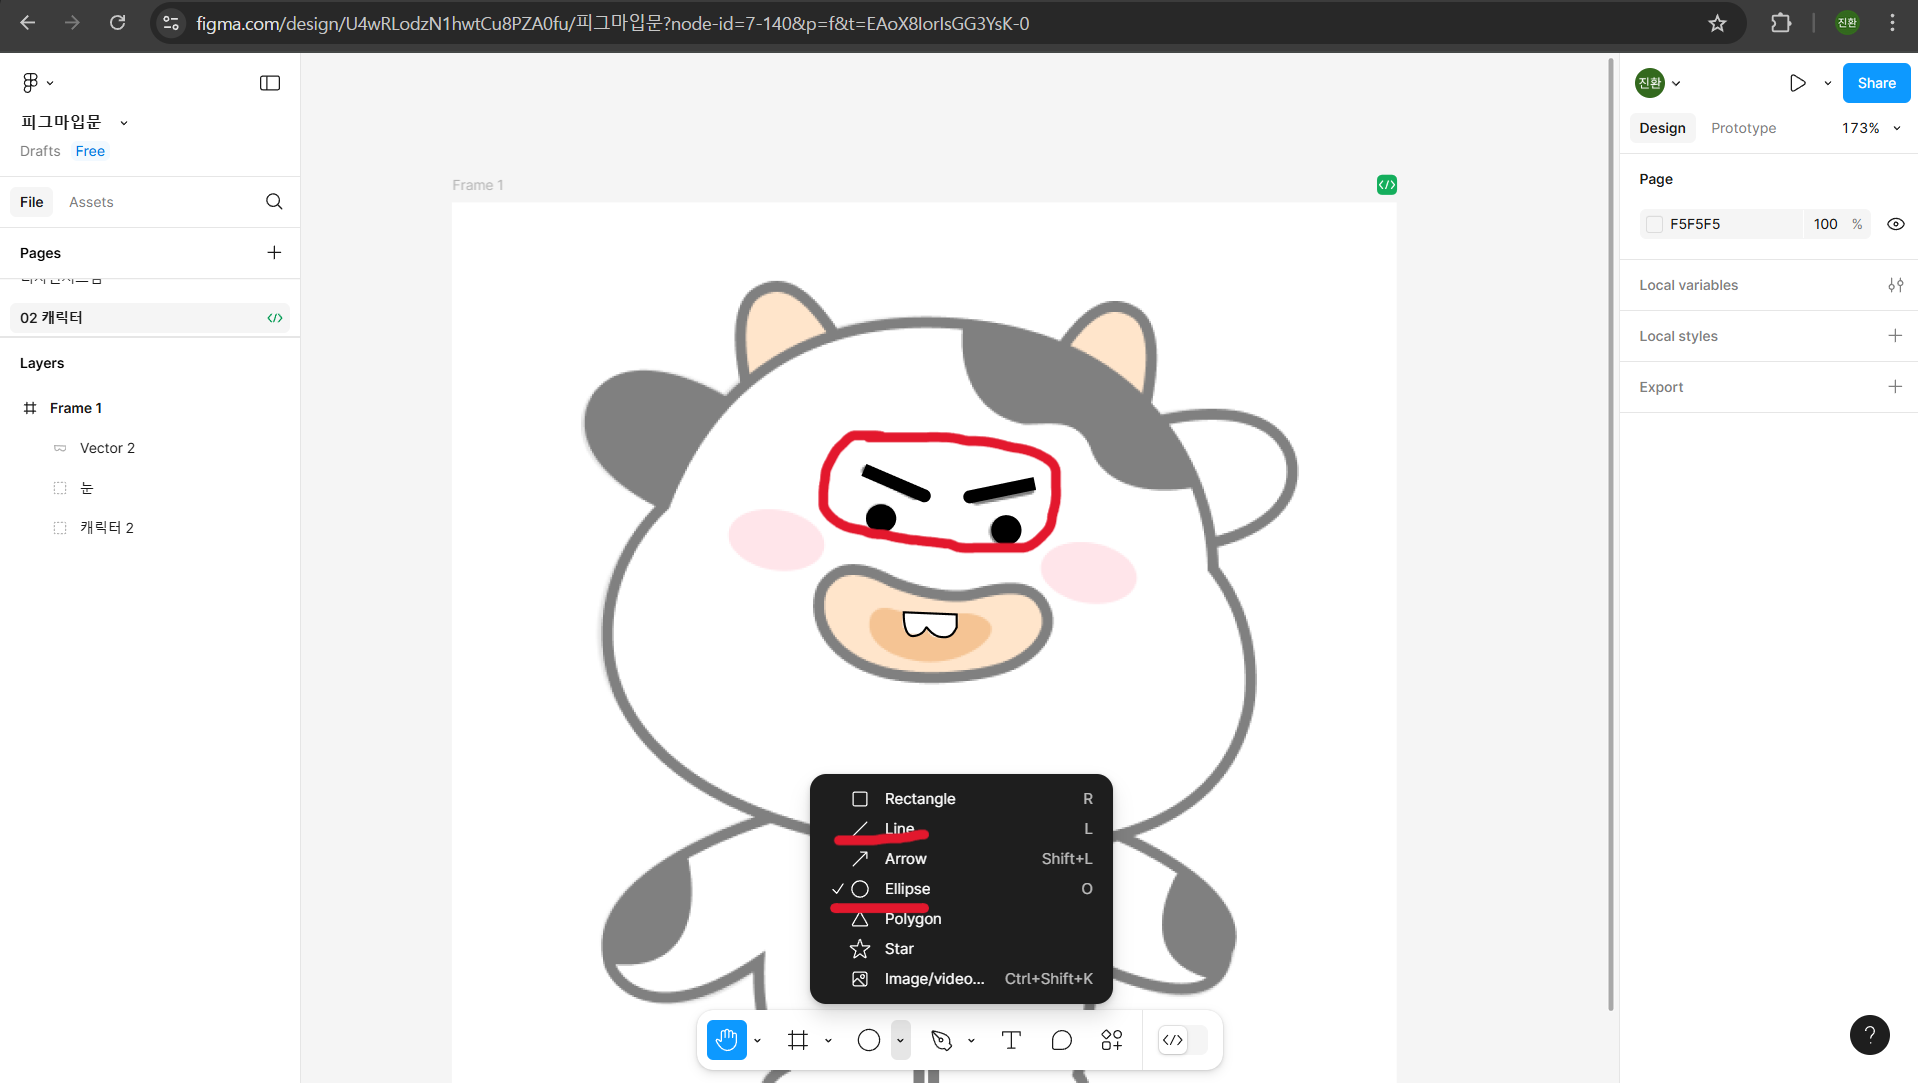 figma.com/design/U4wRLodzN1hwtCu8PZA0fu/피그마입문?node-id=7-140&p=f&t=EAoX8IorIsGG3YsK-0
진환
진환
Share
피그마입문
Drafts Free
Design Prototype 173%
File Assets
Page
F5F5F5 100 %
Pages
Local variables
02 캐릭터
Local styles
Layers
Export
Frame 1
Vector 2
눈
캐릭터 2
Frame 1
Rectangle R
Line L
Arrow Shift+L
Ellipse O
Polygon
Star
Image/video... Ctrl+Shift+K
T
?